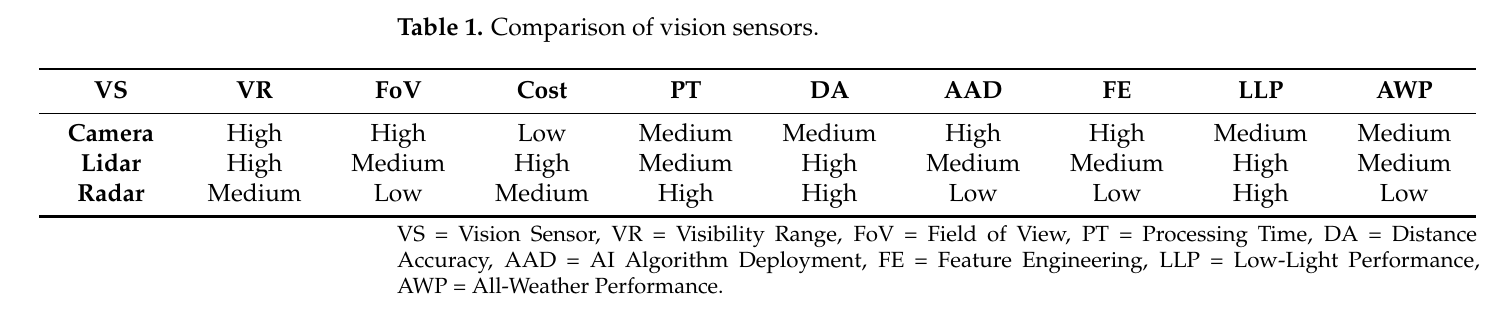 Table 1. Comparison of vision sensors.
VS VR FoV Cost PT DA AAD FE LLP AWP
Camera High High Low Medium Medium High High Medium Medium
Lidar High Medium High Medium High Medium Medium High Medium
Radar Medium Low Medium High High Low Low High Low
VS = Vision Sensor, VR = Visibility Range, FoV = Field of View, PT = Processing Time, DA = Distance
Accuracy, AAD = AI Algorithm Deployment, FE = Feature Engineering, LLP = Low-Light Performance,
AWP = All-Weather Performance.